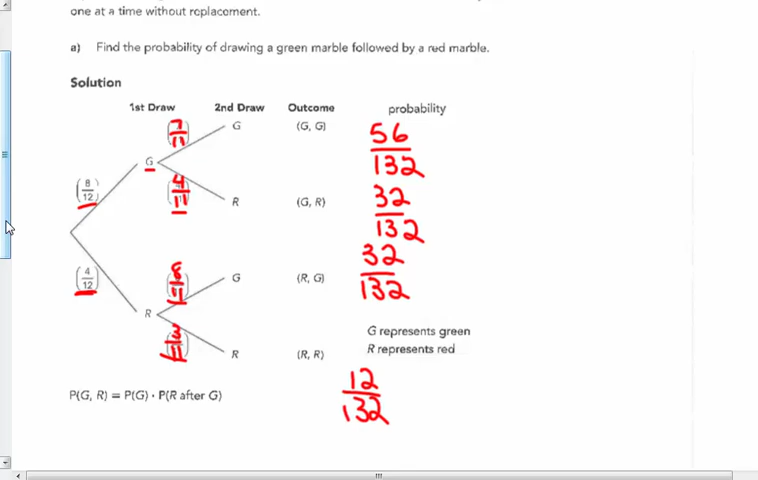 one at a time without replacement.
a) Find the probability of drawing a green marble followed by a red marble.
Solution
1st Draw 2nd Draw Outcome probability
7/11 G (G, G) 56/132
G
8/12 4/11 R (G, R) 32/132
4/12 8/11 G (R, G) 32/132
R
3/11 R (R, R)
G represents green
R represents red
12/132
P(G, R) = P(G) · P(R after G)